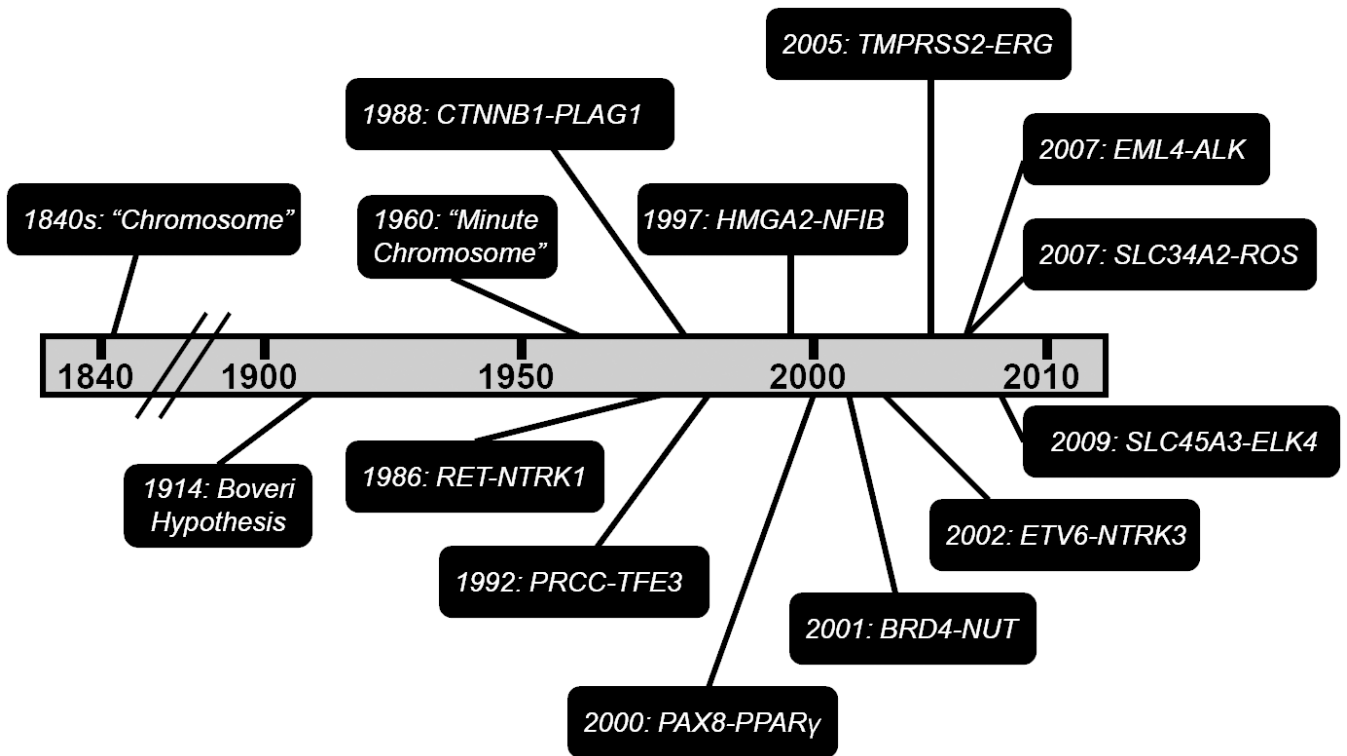 2005: TMPRSS2-ERG
1988: CTNNB1-PLAG1
2007: EML4-ALK
1840s: “Chromosome”
1960: “Minute
Chromosome”
1997: HMGA2-NFIB
2007: SLC34A2-ROS
1840
1900
1950
2000
2010
1914: Boveri
Hypothesis
1986: RET-NTRK1
2009: SLC45A3-ELK4
2002: ETV6-NTRK3
1992: PRCC-TFE3
2001: BRD4-NUT
2000: PAX8-PPARγ